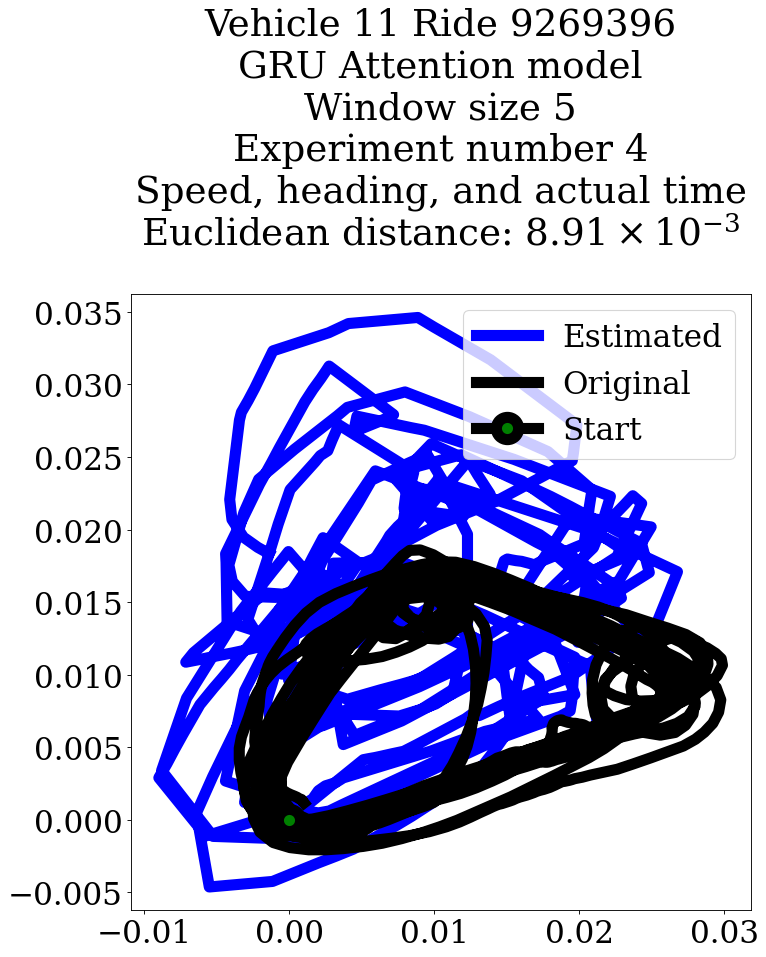 Vehicle 11 Ride 9269396
GRU Attention model
Window size 5
Experiment number 4
Speed, heading, and actual time
Euclidean distance: 8.91 × 10⁻³
Estimated
Original
Start
0.035
0.030
0.025
0.020
0.015
0.010
0.005
0.000
−0.005
−0.01 0.00 0.01 0.02 0.03